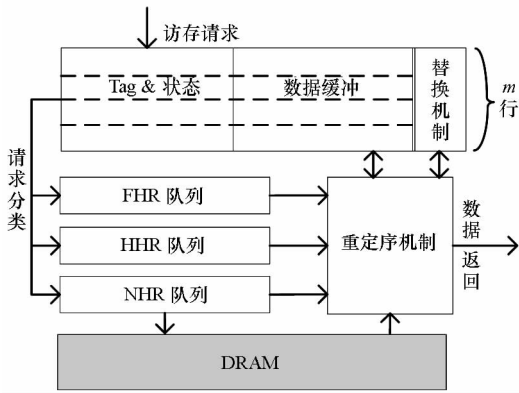 访存请求
Tag & 状态
数据缓冲
替换机制
m
行
请求分类
FHR 队列
HHR 队列
NHR 队列
重定序机制
数据返回
DRAM